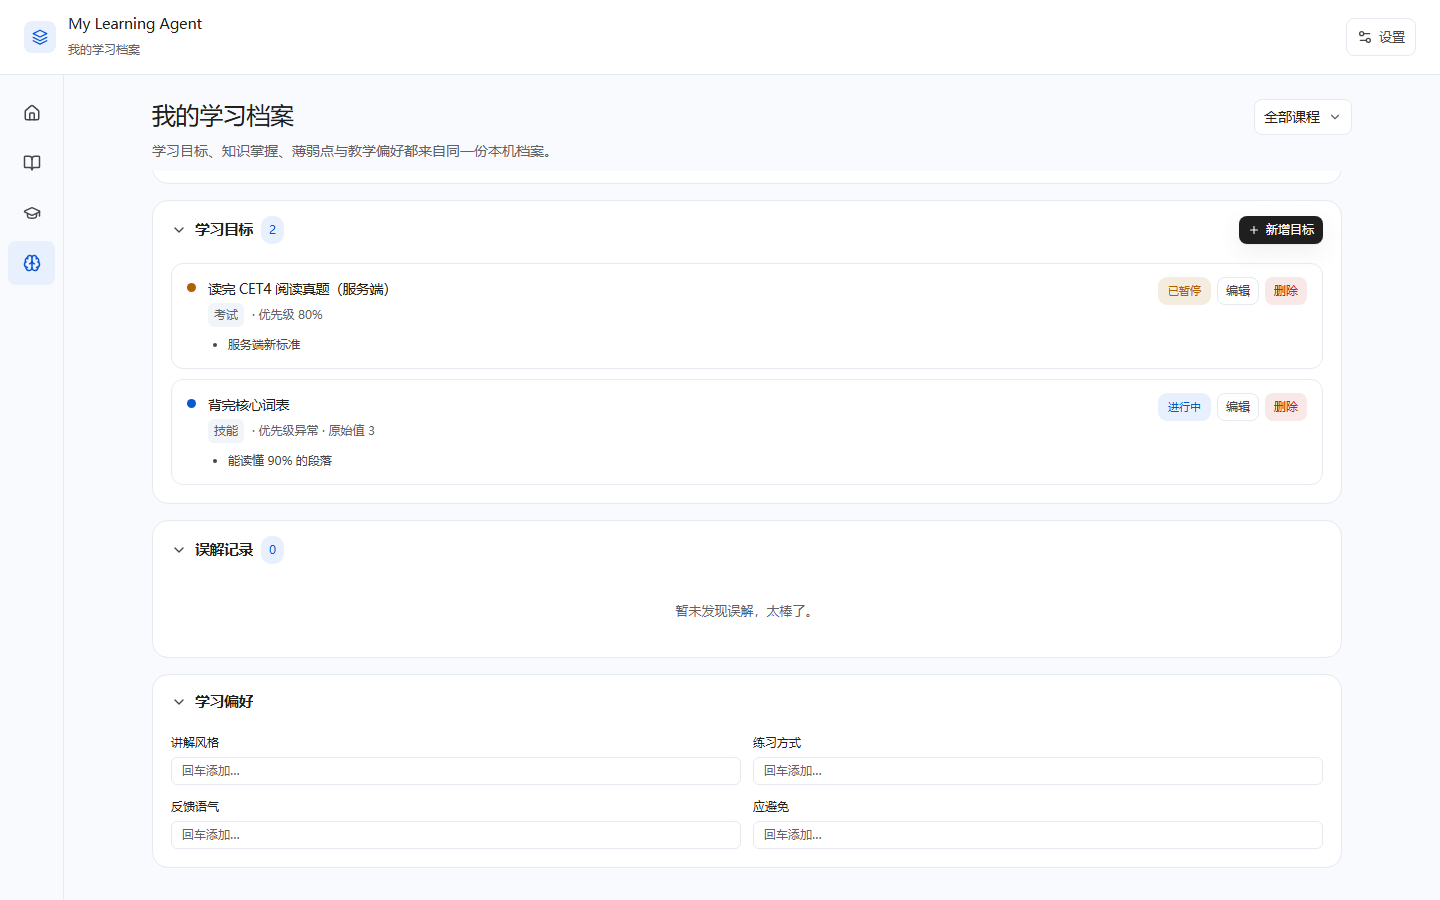 My Learning Agent
我的学习档案
设置
我的学习档案
全部课程
学习目标、知识掌握、薄弱点与教学偏好都来自同一份本机档案。
学习目标 2
新增目标
读完 CET4 阅读真题（服务端）
已暂停 编辑 删除
考试 · 优先级 80%
• 服务端新标准
背完核心词表
进行中 编辑 删除
技能 · 优先级异常 · 原始值 3
• 能读懂 90% 的段落
误解记录 0
暂未发现误解，太棒了。
学习偏好
讲解风格 练习方式
回车添加... 回车添加...
反馈语气 应避免
回车添加... 回车添加...